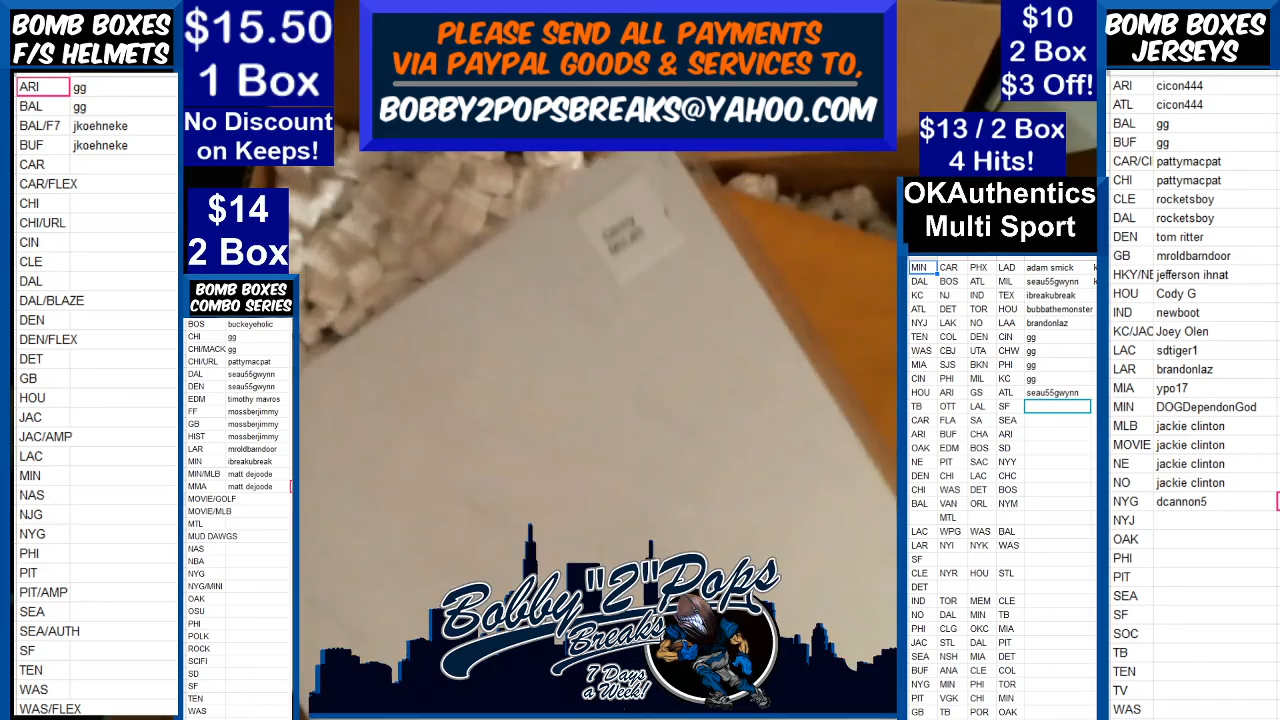 BOMB BOXES
F/S HELMETS
ARI gg
BAL gg
BAL/F7 jkoehneke
BUF jkoehneke
CAR
CAR/FLEX
CHI
CHI/URL
CIN
CLE
DAL
DAL/BLAZE
DEN
DEN/FLEX
DET
GB
HOU
JAC
JAC/AMP
LAC
MIN
NAS
NJG
NYG
PHI
PIT
PIT/AMP
SEA
SEA/AUTH
SF
TEN
WAS
WAS/FLEX
$15.50
1 Box
No Discount
on Keeps!
$14
2 Box
BOMB BOXES
COMBO SERIES
BOS buckeyeholic
CHI gg
CHI/MACK gg
CHI/URL pattymacpat
DAL seau55gwynn
DEN seau55gwynn
EDM timothy mavros
FF mossberjimmy
GB mossberjimmy
HIST mossberjimmy
LAR mroldbarndoor
MIN ibreakubreak
MIN/MLB matt dejoode
MMA matt dejoode
MOVIE/GOLF
MOVIE/MLB
MTL
MUD DAWGS
NAS
NBA
NYG
NYG/MINI
OAK
OSU
PHI
POLK
ROCK
SCIFI
SD
SF
TEN
WAS
PLEASE SEND ALL PAYMENTS
VIA PAYPAL GOODS & SERVICES TO,
BOBBY2POPSBREAKS@YAHOO.COM
Bobby "2" Pops
Breaks
7 Days
a Week!
$10
2 Box
$3 Off!
$13 / 2 Box
4 Hits!
OKAuthentics
Multi Sport
MIN CAR PHX LAD adam smick k
DAL BOS ATL MIL seau55gwynn k
KC NJ IND TEX ibreakubreak
ATL DET TOR HOU bubbathemonster
NYJ LAK NO LAA brandonlaz
TEN COL DEN CIN gg
WAS CBJ UTA CHW gg
MIA SJS BKN PHI gg
CIN PHI MIL KC gg
HOU ARI GS ATL seau55gwynn
TB OTT LAL SF
CAR FLA SA SEA
ARI BUF CHA ARI
OAK EDM BOS SD
NE PIT SAC NYY
DEN CHI LAC CHC
CHI WAS DET BOS
BAL VAN ORL NYM
MTL
LAC WPG WAS BAL
LAR NYI NYK WAS
SF
CLE NYR HOU STL
DET
IND TOR MEM CLE
NO DAL MIN TB
PHI CLG OKC MIA
JAC STL DAL PIT
SEA NSH MIA DET
BUF ANA CLE COL
NYG MIN PHI TOR
PIT VGK CHI MIN
GB TB POR OAK
BOMB BOXES
JERSEYS
ARI cicon444
ATL cicon444
BAL gg
BUF gg
CAR/CI pattymacpat
CHI pattymacpat
CLE rocketsboy
DAL rocketsboy
DEN tom ritter
GB mroldbarndoor
HKY/NE jefferson ihnat
HOU Cody G
IND newboot
KC/JAC Joey Olen
LAC sdtiger1
LAR brandonlaz
MIA ypo17
MIN DOGDependonGod
MLB jackie clinton
MOVIE jackie clinton
NE jackie clinton
NO jackie clinton
NYG dcannon5
NYJ
OAK
PHI
PIT
SEA
SF
SOC
TB
TEN
TV
WAS